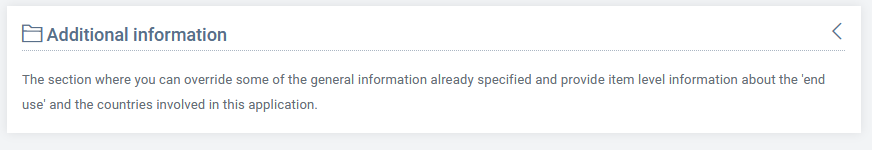 Additional information
The section where you can override some of the general information already specified and provide item level information about the 'end
use' and the countries involved in this application.